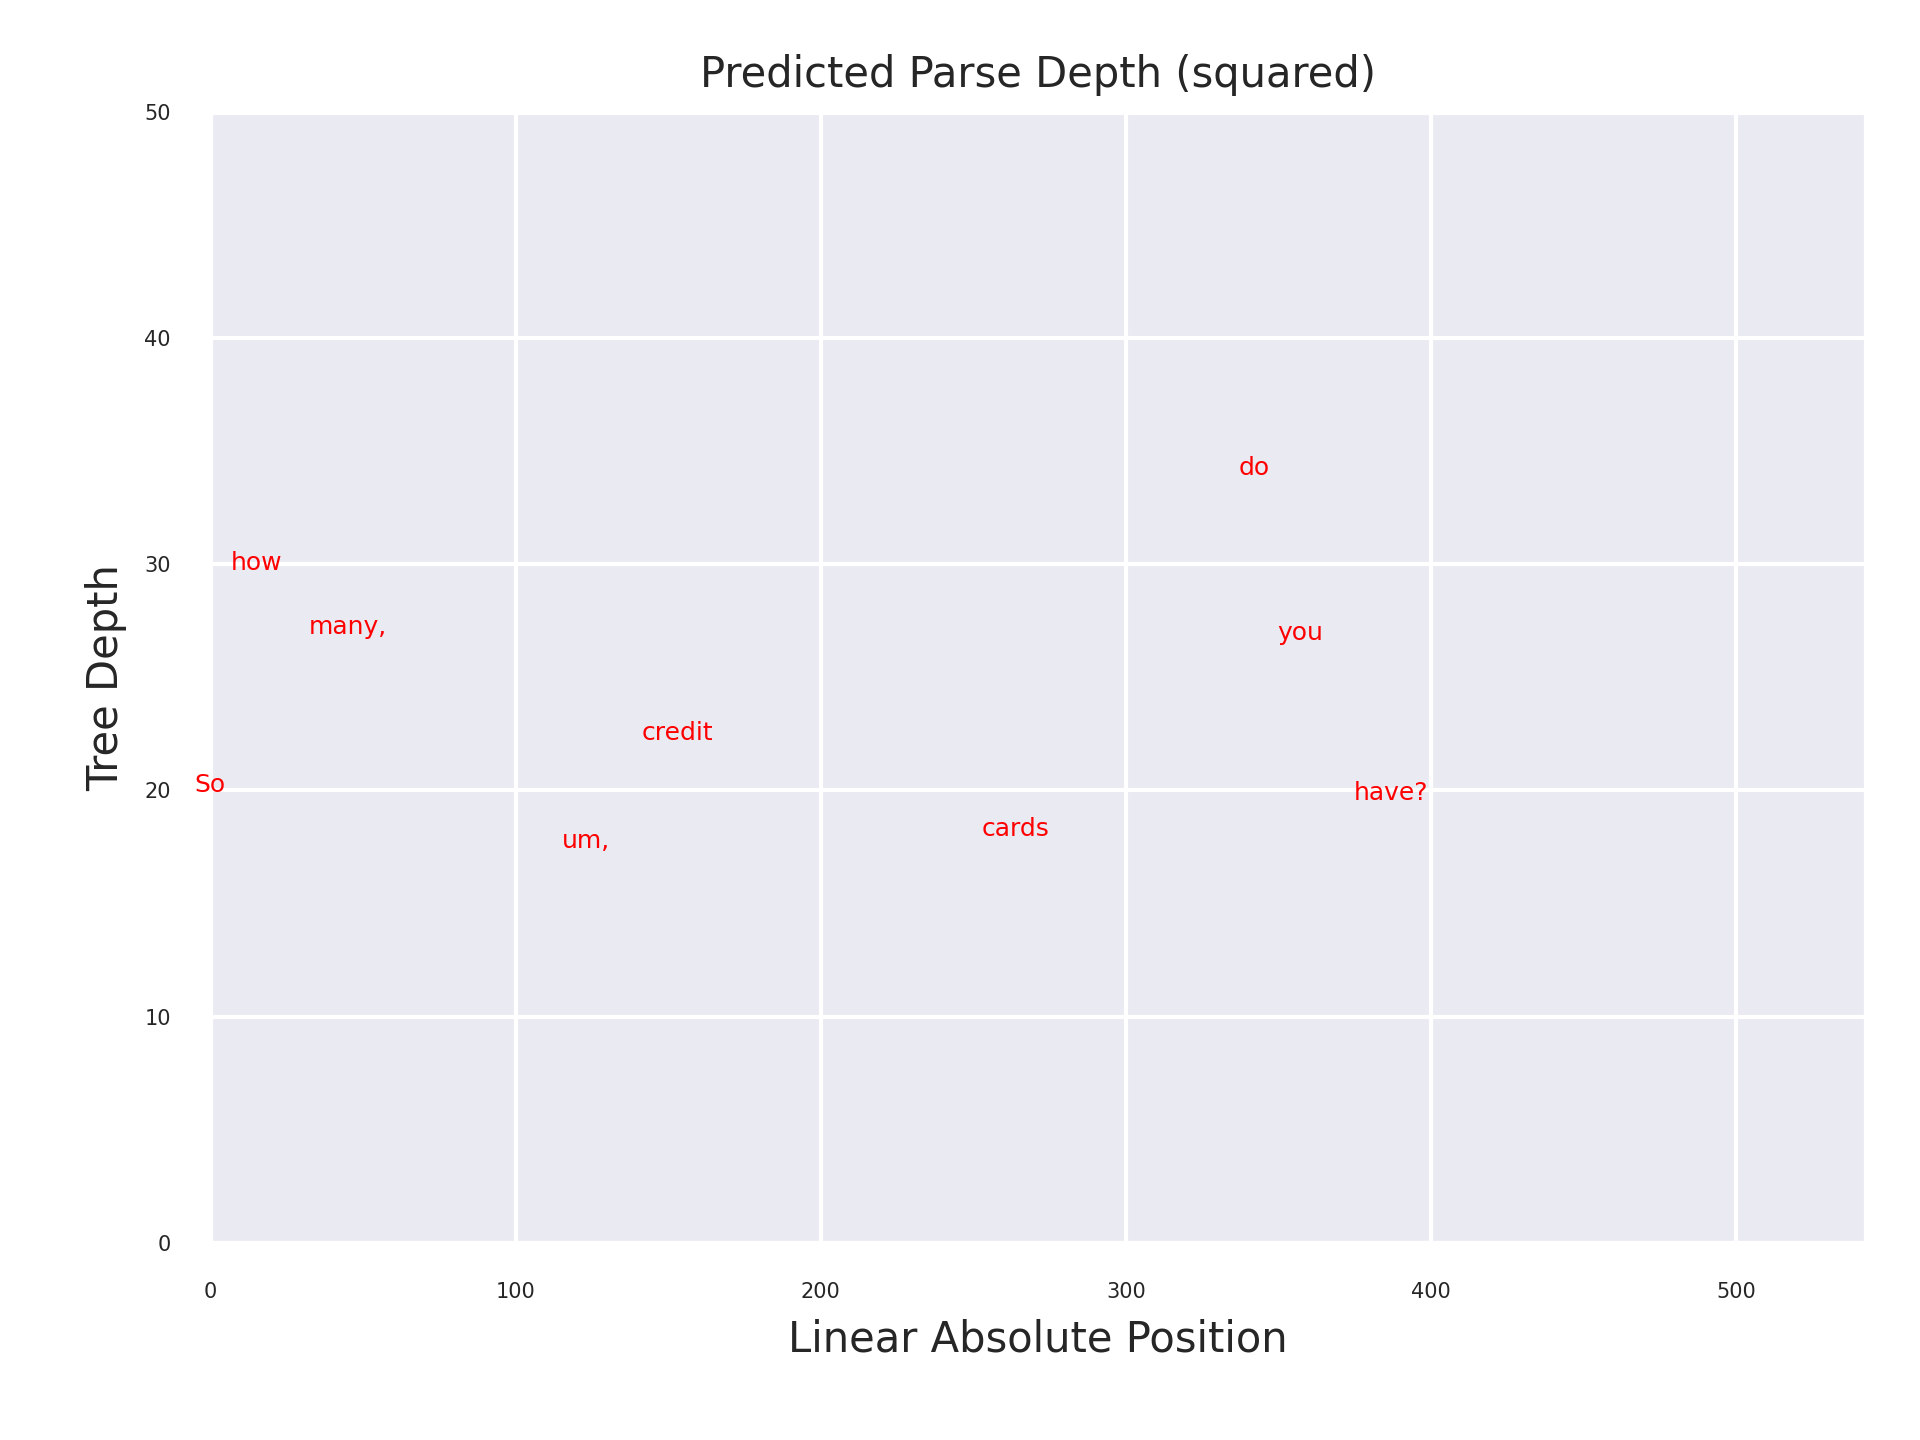 Predicted Parse Depth (squared)
50
40
30
20
10
0
Tree Depth
do
how
many,
you
credit
So
have?
cards
um,
0 100 200 300 400 500
Linear Absolute Position